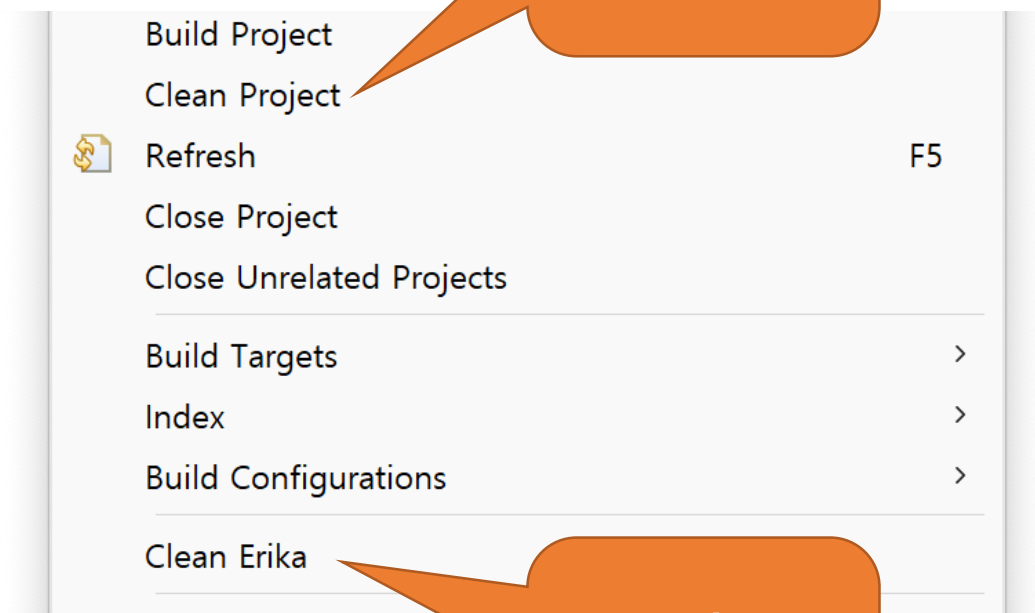 Build Project
Clean Project
Refresh F5
Close Project
Close Unrelated Projects
Build Targets
Index
Build Configurations
Clean Erika